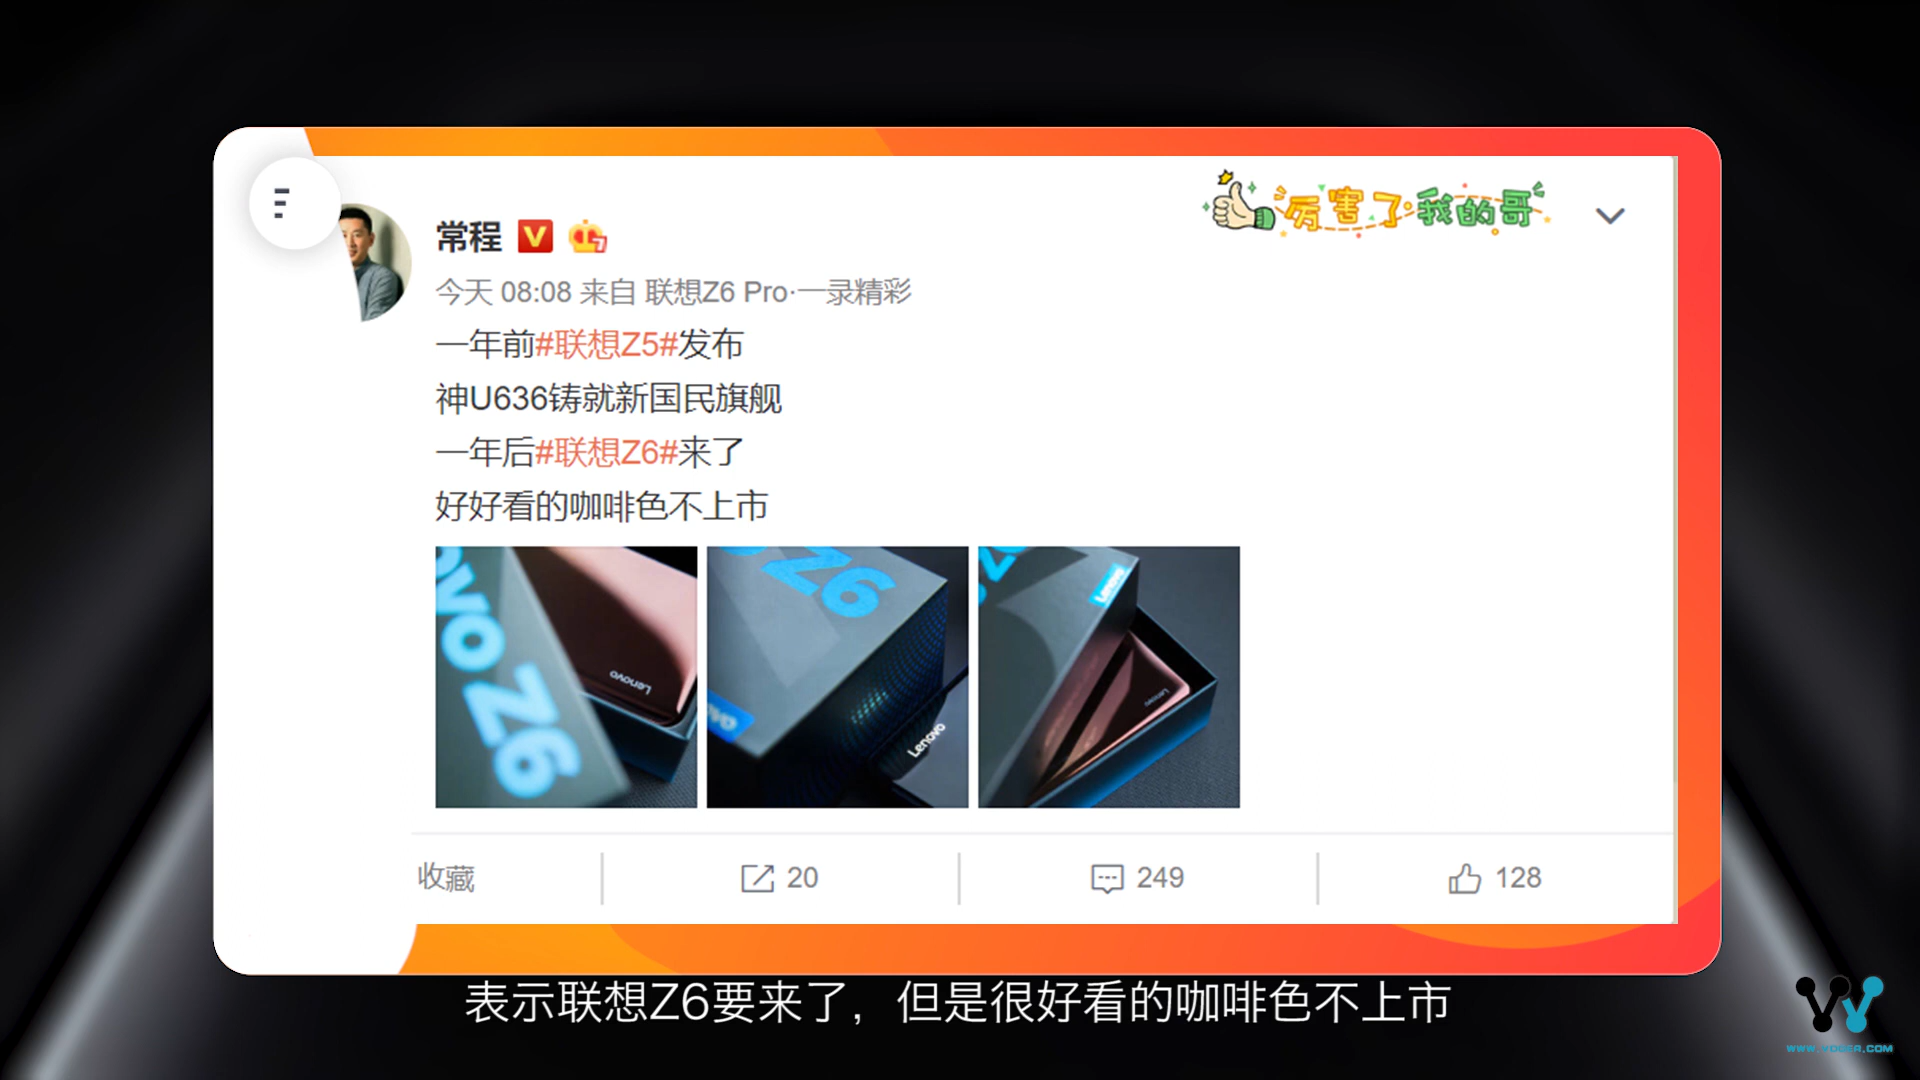 厉害了我的哥
常程 V 7
今天 08:08 来自 联想Z6 Pro·一录精彩
一年前#联想Z5#发布
神U636铸就新国民旗舰
一年后#联想Z6#来了
好好看的咖啡色不上市
ovo Z6
Lenovo
Z6
Lenovo
Lenovo
Lenovo
收藏
20
249
128
表示联想Z6要来了，但是很好看的咖啡色不上市